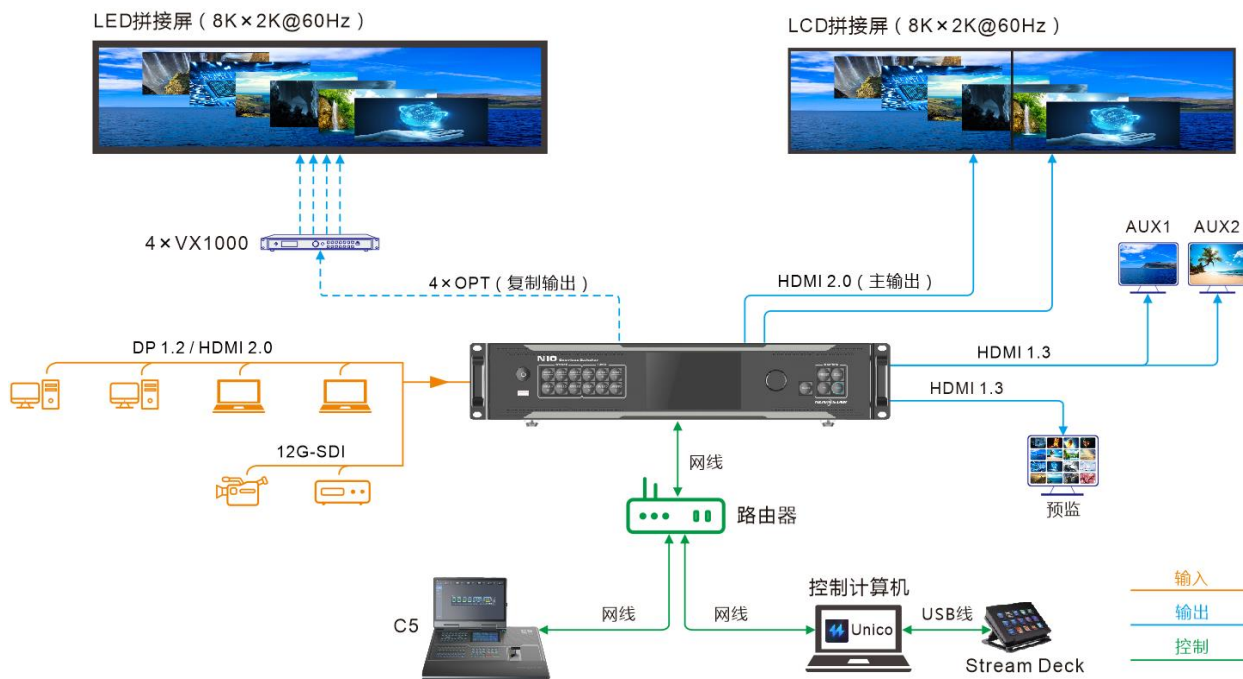 LED拼接屏（8K×2K@60Hz）
LCD拼接屏（8K×2K@60Hz）
4×VX1000
4×OPT（复制输出）
HDMI 2.0（主输出）
AUX1
AUX2
DP 1.2 / HDMI 2.0
HDMI 1.3
HDMI 1.3
N10
12G-SDI
网线
路由器
预监
控制计算机
C5
网线
网线
Unico
USB线
Stream Deck
输入
输出
控制